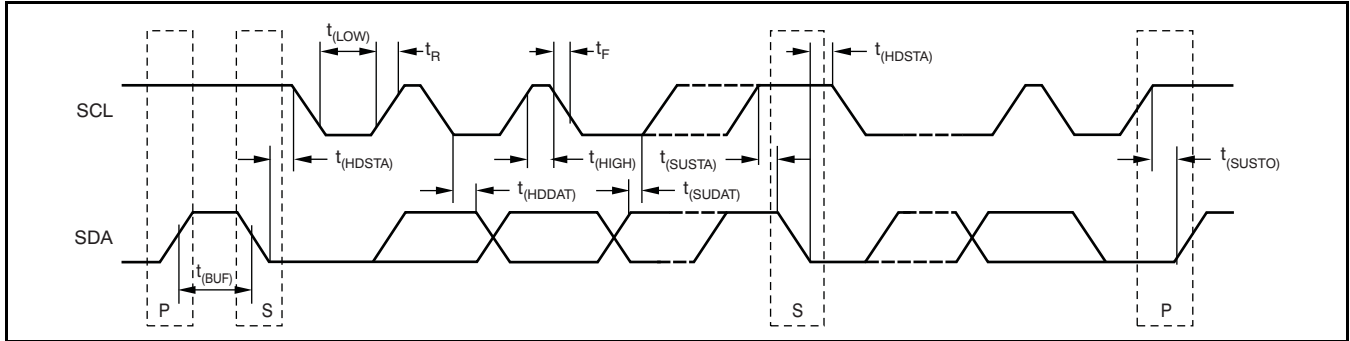 t(LOW)
tR
tF
t(HDSTA)
SCL
t(HDSTA)
t(HIGH)
t(SUSTA)
t(SUSTO)
t(HDDAT)
t(SUDAT)
SDA
t(BUF)
P
S
S
P